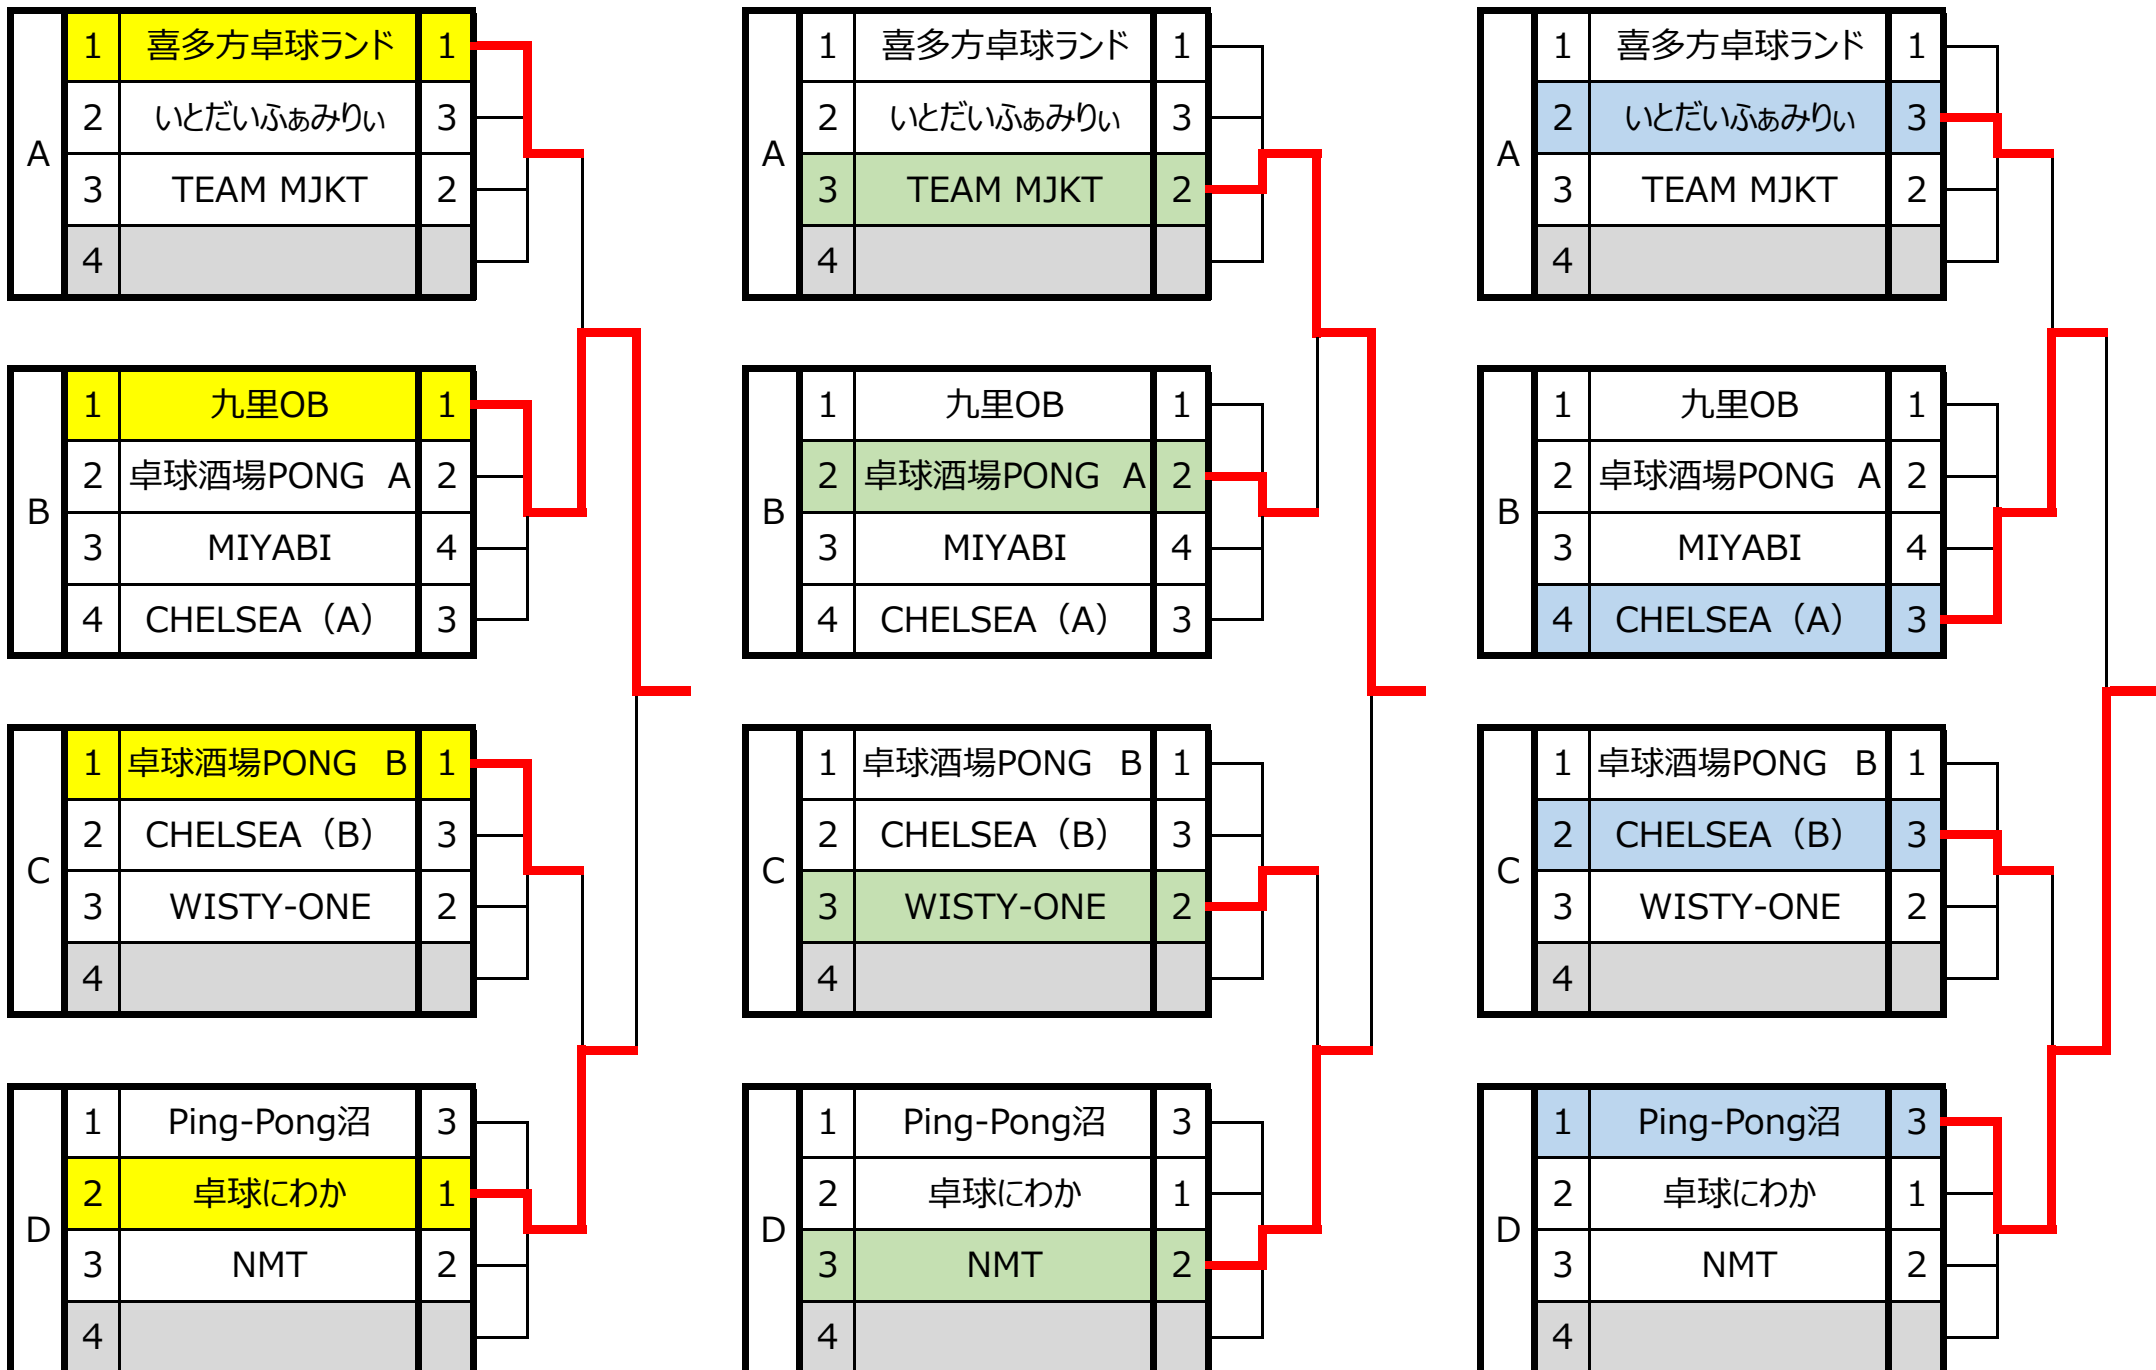 A
1 喜多方卓球ランド 1
2 いとだいふぁみりぃ 3
3 TEAM MJKT 2
4
B
1 九里OB 1
2 卓球酒場PONG A 2
3 MIYABI 4
4 CHELSEA（A） 3
C
1 卓球酒場PONG B 1
2 CHELSEA（B） 3
3 WISTY-ONE 2
4
D
1 Ping-Pong沼 3
2 卓球にわか 1
3 NMT 2
4
A
1 喜多方卓球ランド 1
2 いとだいふぁみりぃ 3
3 TEAM MJKT 2
4
B
1 九里OB 1
2 卓球酒場PONG A 2
3 MIYABI 4
4 CHELSEA（A） 3
C
1 卓球酒場PONG B 1
2 CHELSEA（B） 3
3 WISTY-ONE 2
4
D
1 Ping-Pong沼 3
2 卓球にわか 1
3 NMT 2
4
A
1 喜多方卓球ランド 1
2 いとだいふぁみりぃ 3
3 TEAM MJKT 2
4
B
1 九里OB 1
2 卓球酒場PONG A 2
3 MIYABI 4
4 CHELSEA（A） 3
C
1 卓球酒場PONG B 1
2 CHELSEA（B） 3
3 WISTY-ONE 2
4
D
1 Ping-Pong沼 3
2 卓球にわか 1
3 NMT 2
4